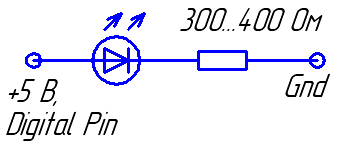 300...400 Ом
+5 В,
Digital Pin
Gnd